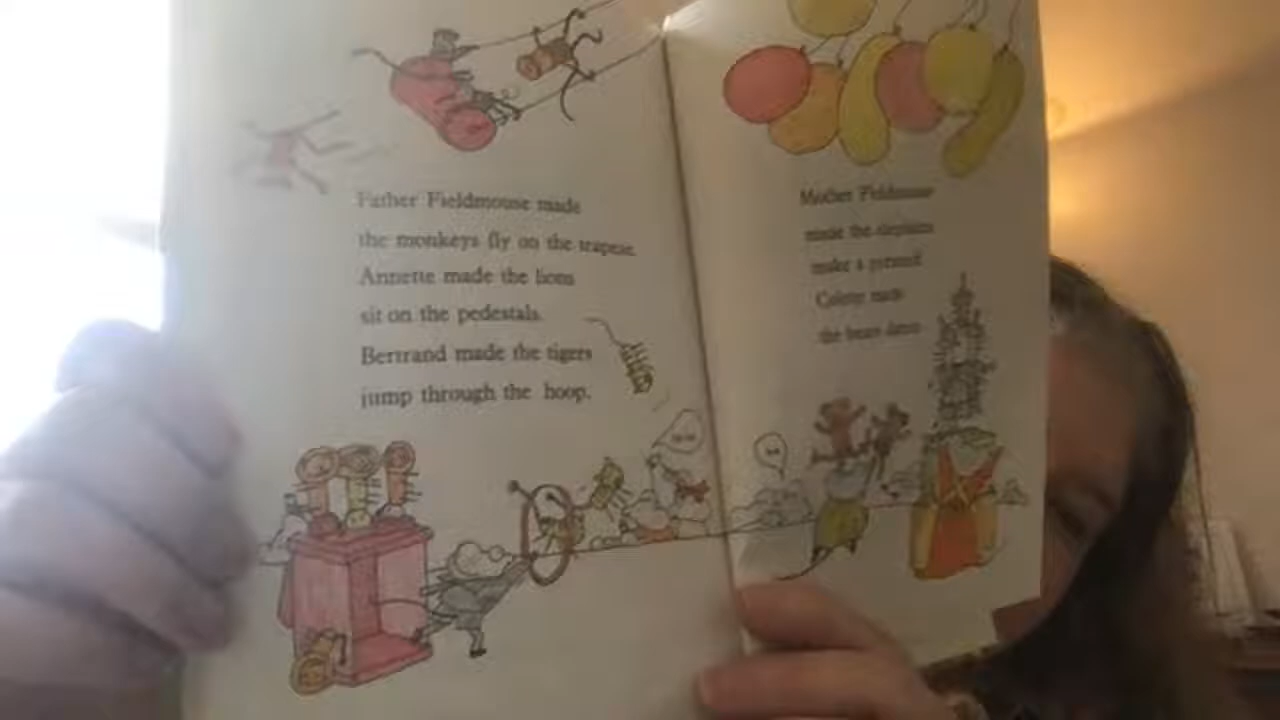 Father Fieldmouse made
the monkeys fly on the trapeze.
Annette made the lions
sit on the pedestals.
Bertrand made the tigers
jump through the hoop.
Mother Fieldmouse
made the elephants
make a pyramid.
Colette made
the bears dance.